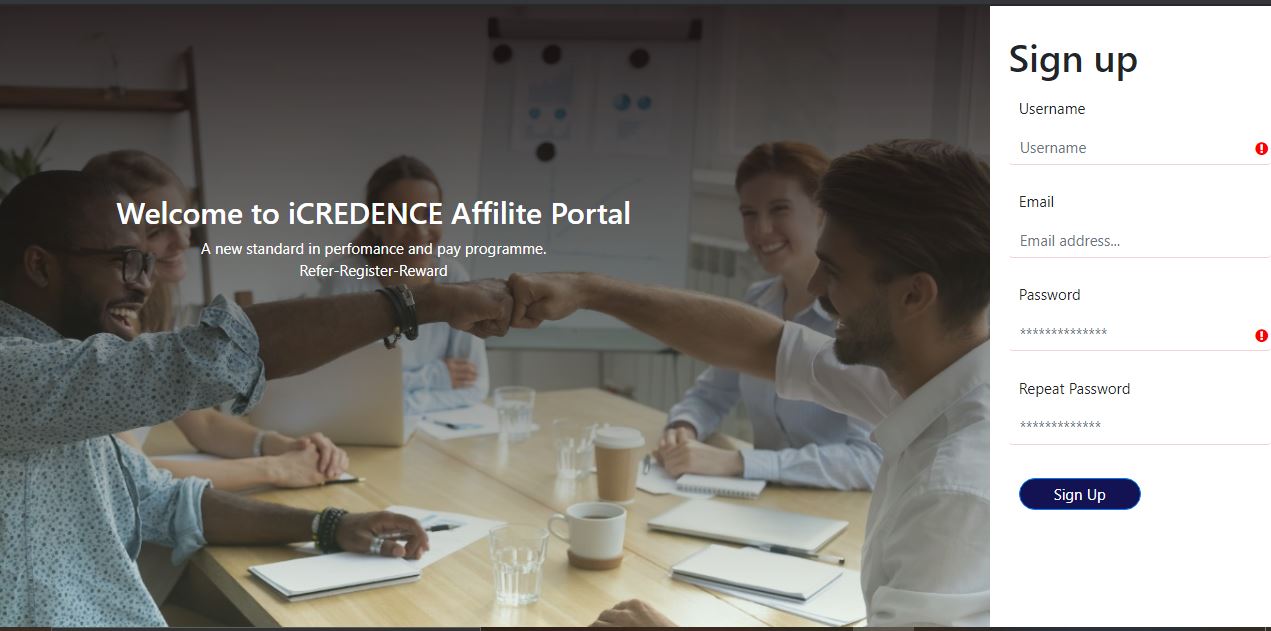 Welcome to iCREDENCE Affilite Portal
A new standard in perfomance and pay programme.
Refer-Register-Reward
Sign up
Username
Username
Email
Email address...
Password
**************
Repeat Password
*************
Sign Up